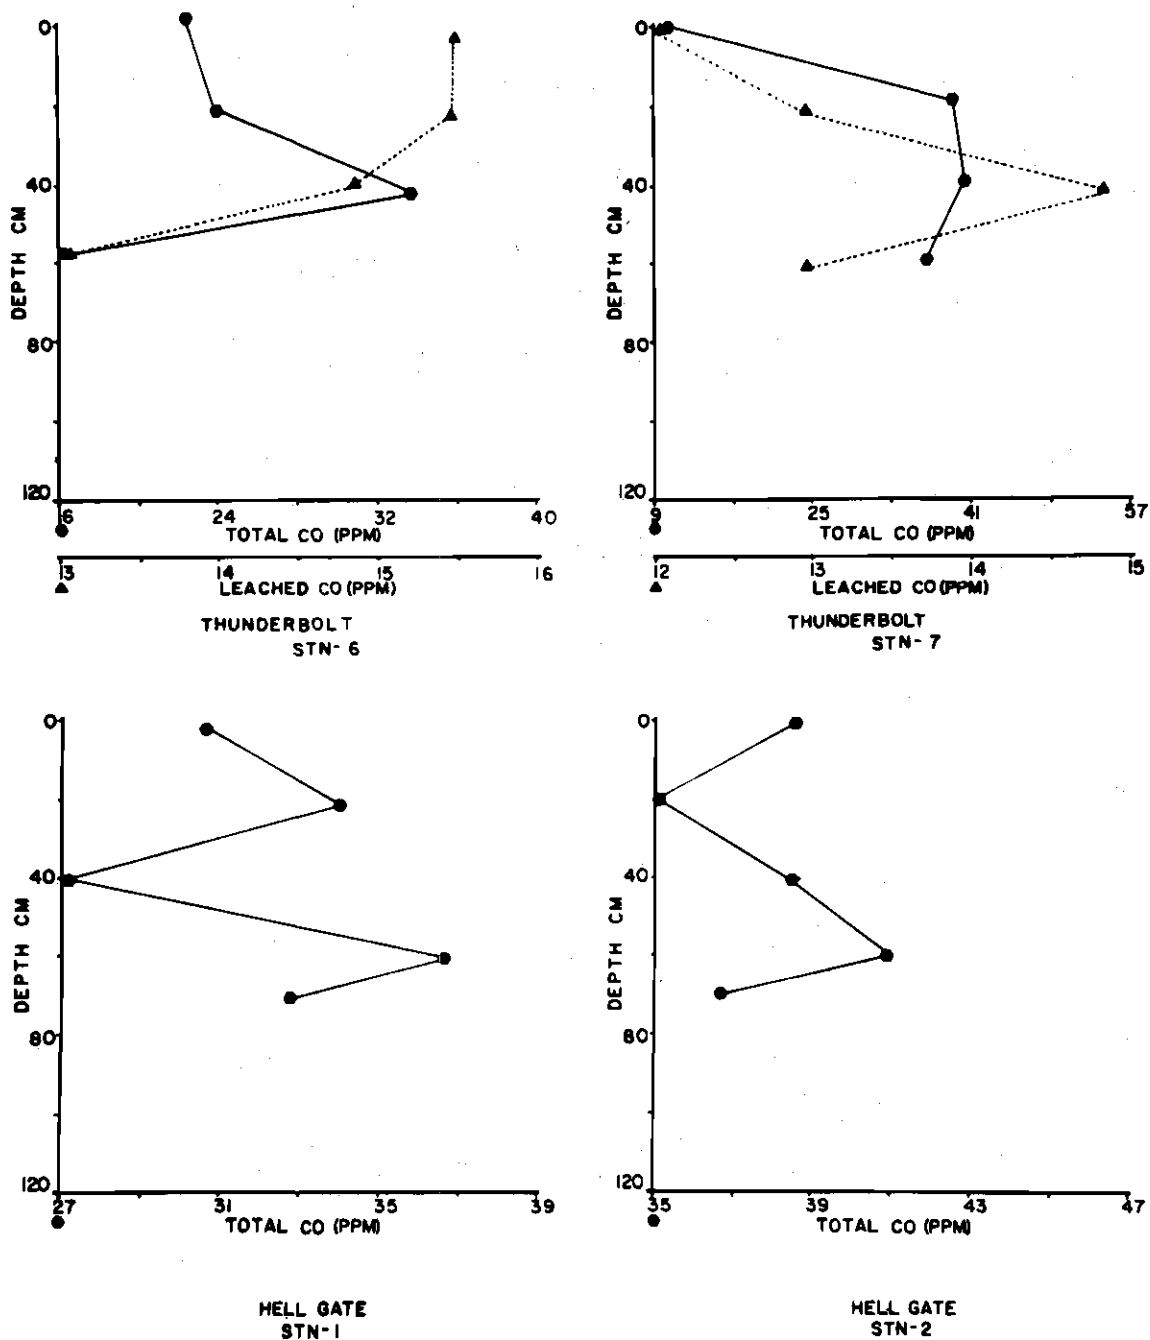 0
40
80
120
DEPTH CM
16 24 32 40
TOTAL CO (PPM)
13 14 15 16
LEACHED CO (PPM)
THUNDERBOLT
STN-6
0
40
80
120
DEPTH CM
9 25 41 57
TOTAL CO (PPM)
12 13 14 15
LEACHED CO (PPM)
THUNDERBOLT
STN-7
0
40
80
120
DEPTH CM
27 31 35 39
TOTAL CO (PPM)
HELL GATE
STN-1
0
40
80
120
DEPTH CM
35 39 43 47
TOTAL CO (PPM)
HELL GATE
STN-2